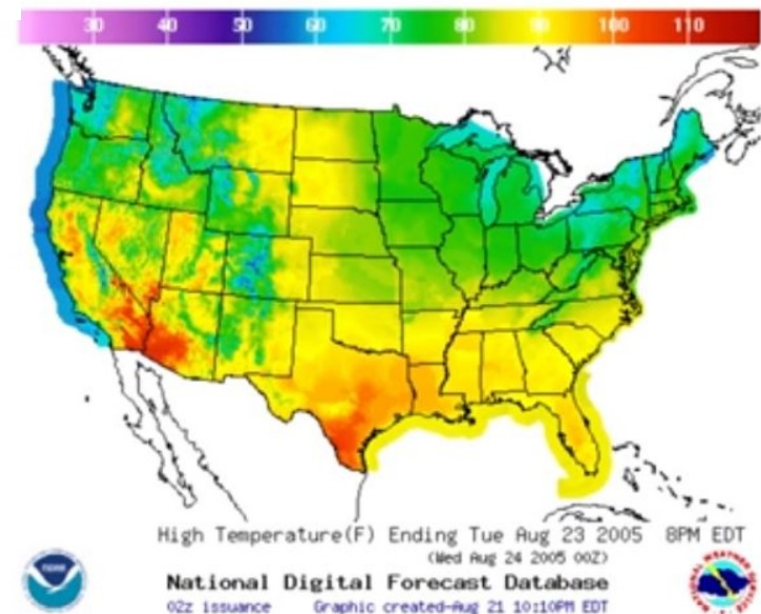 30 40 50 60 70 80 90 100 110
High Temperature(F) Ending Tue Aug 23 2005 8PM EDT
(Wed Aug 24 2005 00Z)
National Digital Forecast Database
02z issuance Graphic created-Aug 21 10:10PM EDT